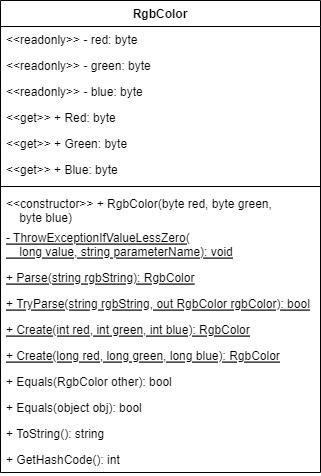 RgbColor
<<readonly>> - red: byte
<<readonly>> - green: byte
<<readonly>> - blue: byte
<<get>> + Red: byte
<<get>> + Green: byte
<<get>> + Blue: byte
<<constructor>> + RgbColor(byte red, byte green,
byte blue)
- ThrowExceptionIfValueLessZero(
long value, string parameterName): void
+ Parse(string rgbString): RgbColor
+ TryParse(string rgbString, out RgbColor rgbColor): bool
+ Create(int red, int green, int blue): RgbColor
+ Create(long red, long green, long blue): RgbColor
+ Equals(RgbColor other): bool
+ Equals(object obj): bool
+ ToString(): string
+ GetHashCode(): int